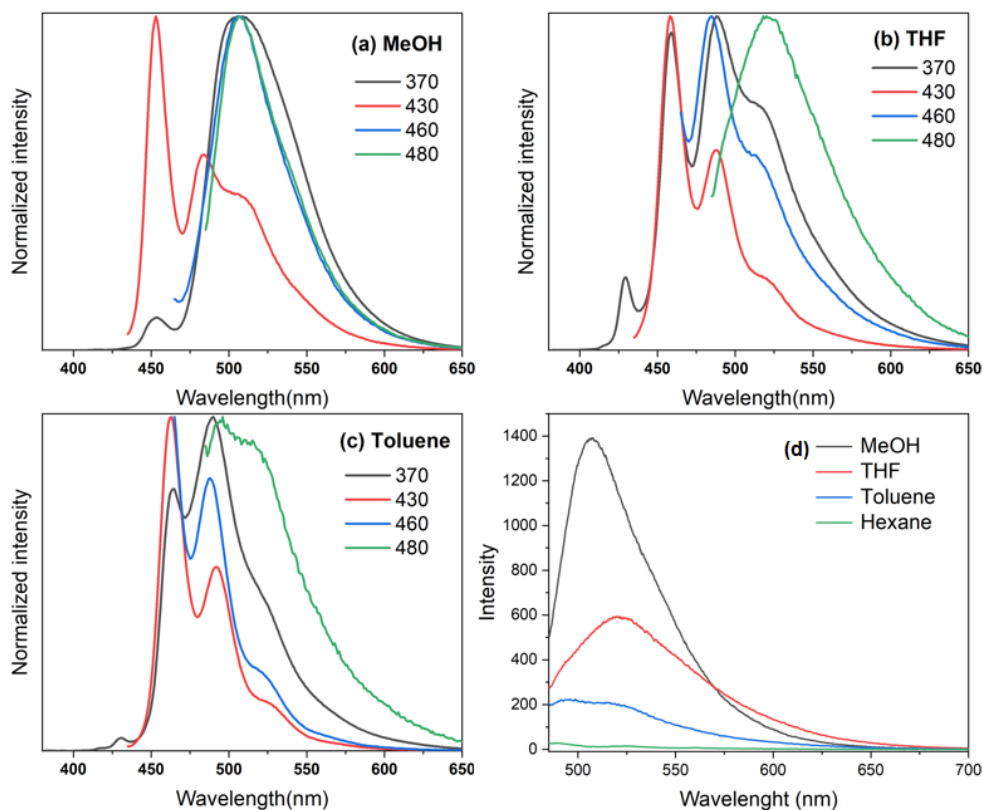 (a) MeOH
370
430
460
480
Normalized intensity
400 450 500 550 600 650
Wavelength(nm)
(b) THF
370
430
460
480
Normalized intensity
400 450 500 550 600 650
Wavelength(nm)
(c) Toluene
370
430
460
480
Normalized intensity
400 450 500 550 600 650
Wavelength(nm)
(d)
MeOH
THF
Toluene
Hexane
Intensity
1400
1200
1000
800
600
400
200
0
500 550 600 650 700
Wavelenght (nm)